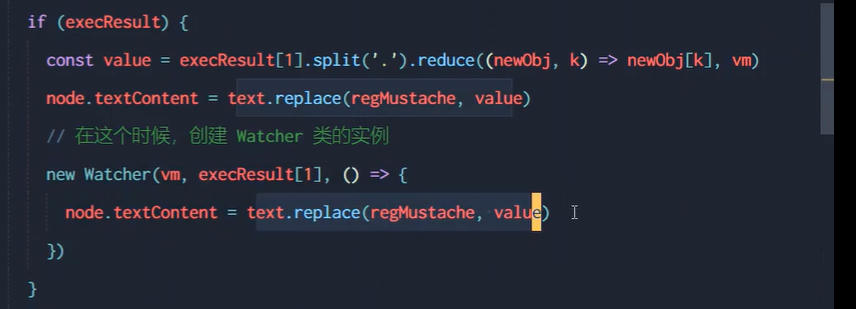 if (execResult) {
const value = execResult[1].split('.').reduce((newObj, k) => newObj[k], vm)
node.textContent = text.replace(regMustache, value)
// 在这个时候，创建 Watcher 类的实例
new Watcher(vm, execResult[1], () => {
node.textContent = text.replace(regMustache, value)
})
}